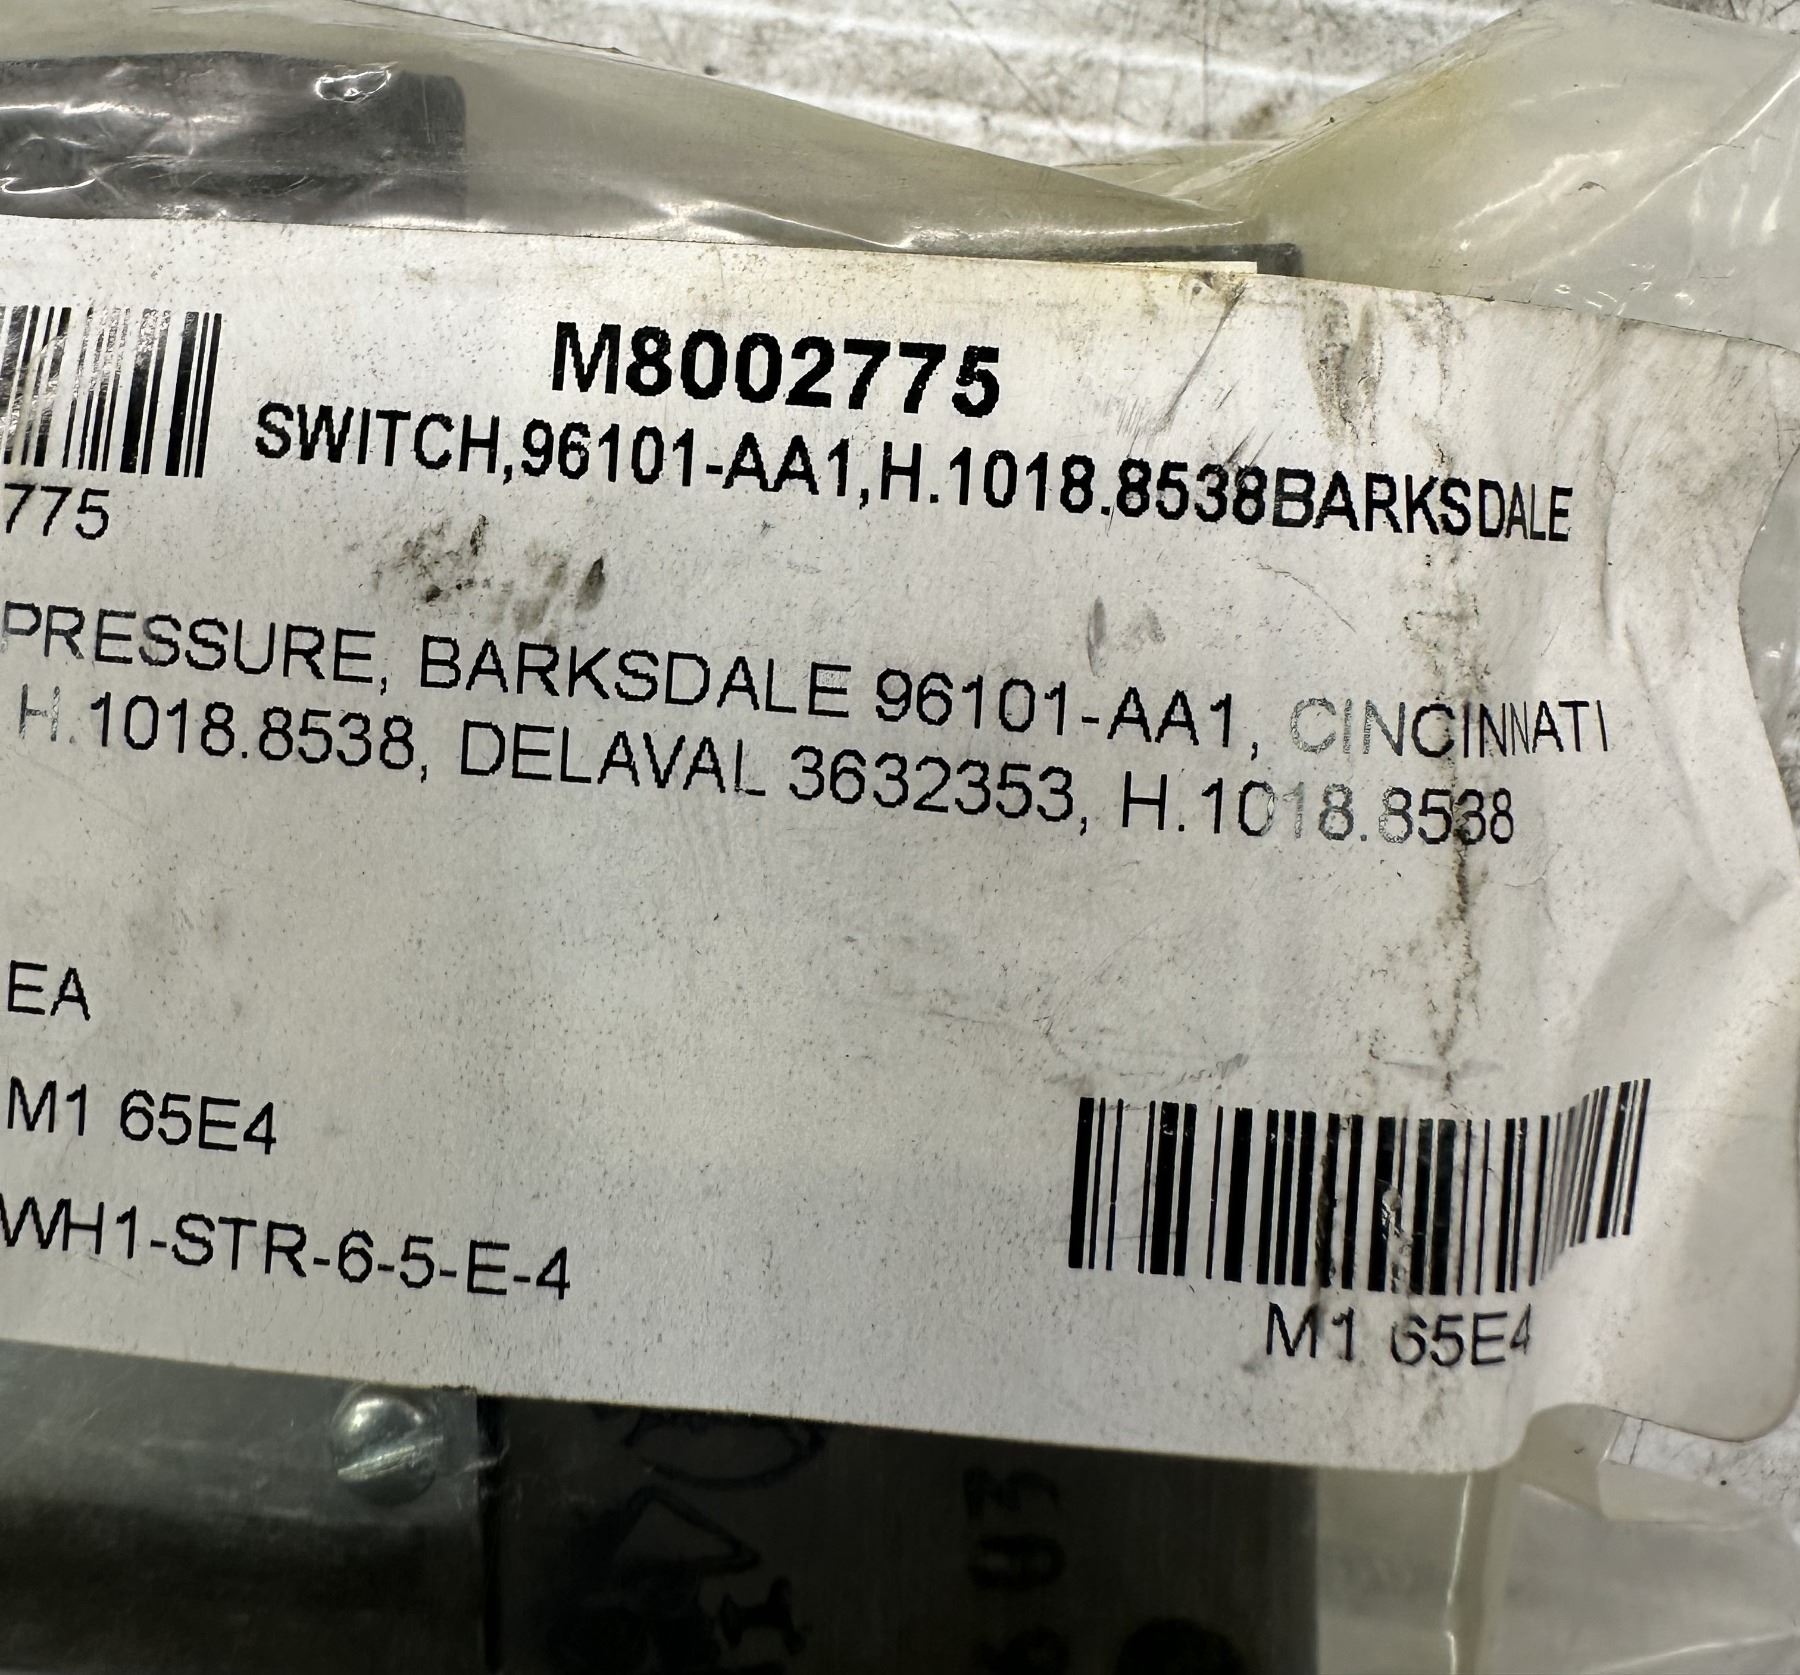 M8002775
SWITCH,96101-AA1,H.1018.8538BARKSDALE
775
PRESSURE, BARKSDALE 96101-AA1, CINCINNATI
H.1018.8538, DELAVAL 3632353, H.1018.8538
EA
M1 65E4
WH1-STR-6-5-E-4
M1 65E4